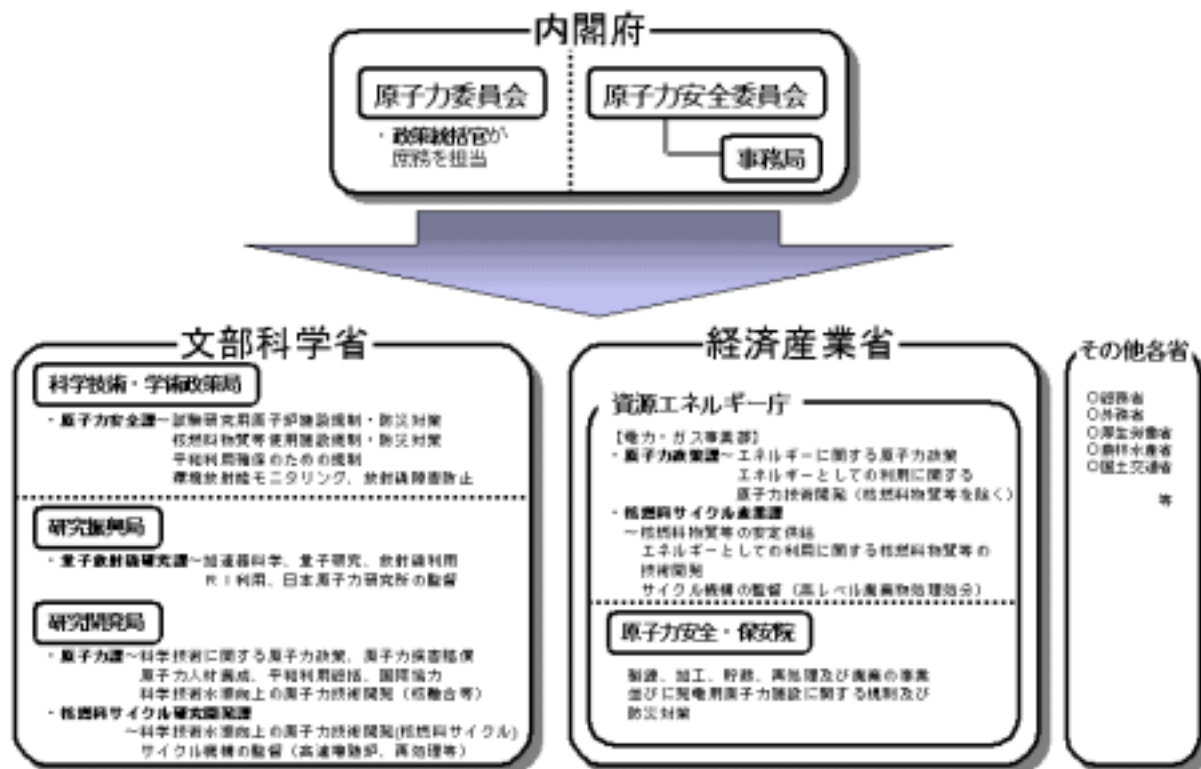 内閣府
原子力委員会
・政策統括官が
庶務を担当
原子力安全委員会
事務局
文部科学省
科学技術・学術政策局
・原子力安全課～試験研究用原子炉施設規制・防災対策
核燃料物質等使用施設規制・防災対策
平和利用確保のための規制
環境放射能モニタリング、放射線障害防止
研究振興局
・量子放射線研究課～加速器科学、量子研究、放射線利用
RI利用、日本原子力研究所の監督
研究開発局
・原子力課～科学技術に関する原子力政策、原子力損害賠償
原子力人材養成、平和利用確保、国際協力
科学技術水準向上の原子力技術開発（核融合等）
・核燃料サイクル研究開発課
～科学技術水準向上の原子力技術開発(核燃料サイクル)
サイクル機構の監督（高速増殖炉、再処理等）
経済産業省
資源エネルギー庁
【電力・ガス事業部】
・原子力政策課～エネルギーに関する原子力政策
エネルギーとしての利用に関する
原子力技術開発（核燃料物質等を除く）
・核燃料サイクル産業課
～核燃料物質等の安定供給
エネルギーとしての利用に関する核燃料物質等の
技術開発
サイクル機構の監督（高レベル廃棄物処理処分）
原子力安全・保安院
製錬、加工、貯蔵、再処理及び廃棄の事業
並びに発電用原子力施設に関する規制及び
防災対策
その他各省
○総務省
○外務省
○厚生労働省
○農林水産省
○国土交通省
等